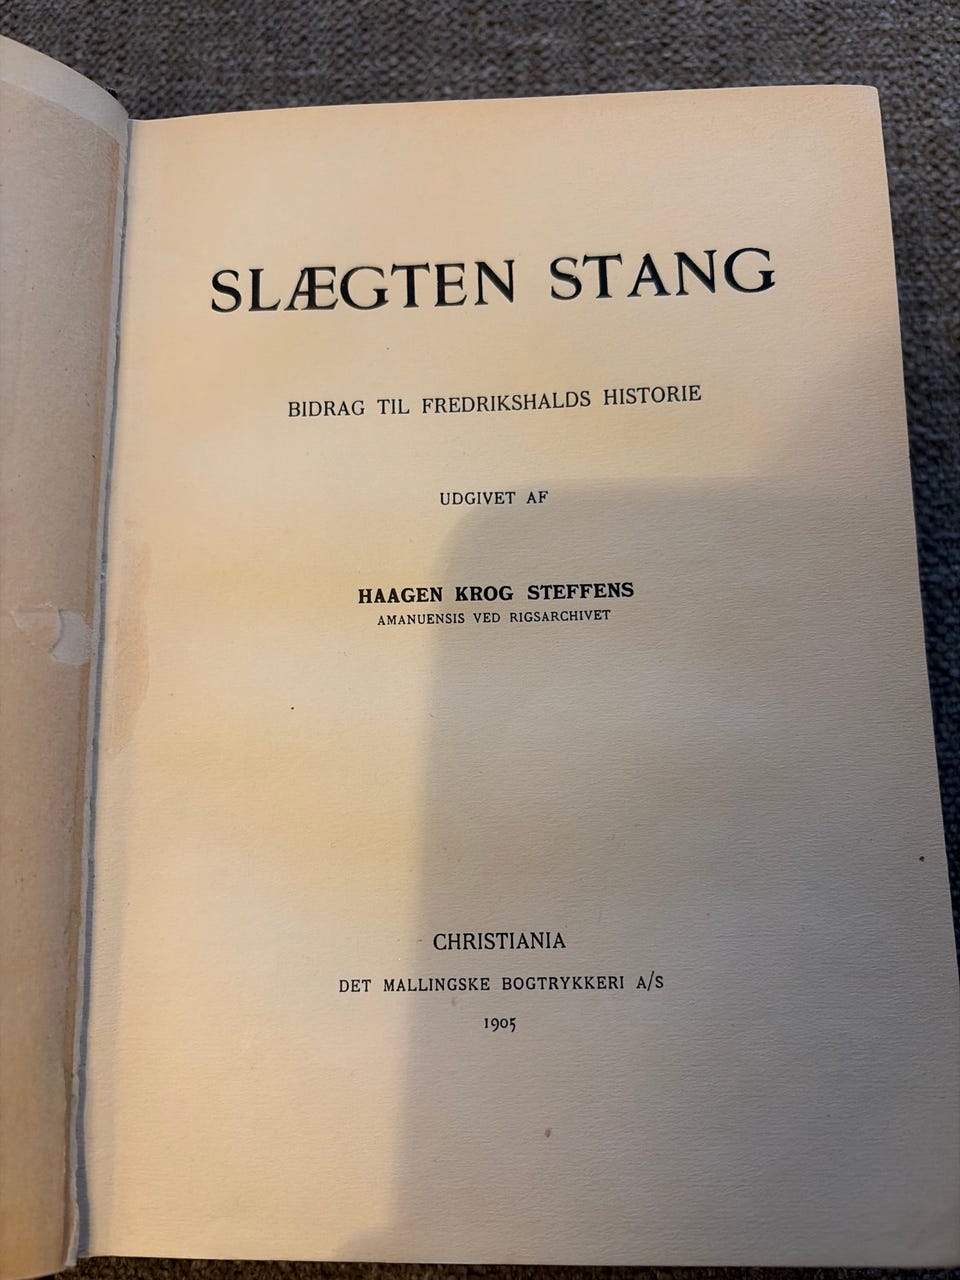 SLÆGTEN STANG
BIDRAG TIL FREDRIKSHALDS HISTORIE
UDGIVET AF
HAAGEN KROG STEFFENS
AMANUENSIS VED RIGSARCHIVET
CHRISTIANIA
DET MALLINGSKE BOGTRYKKERI A/S
1905